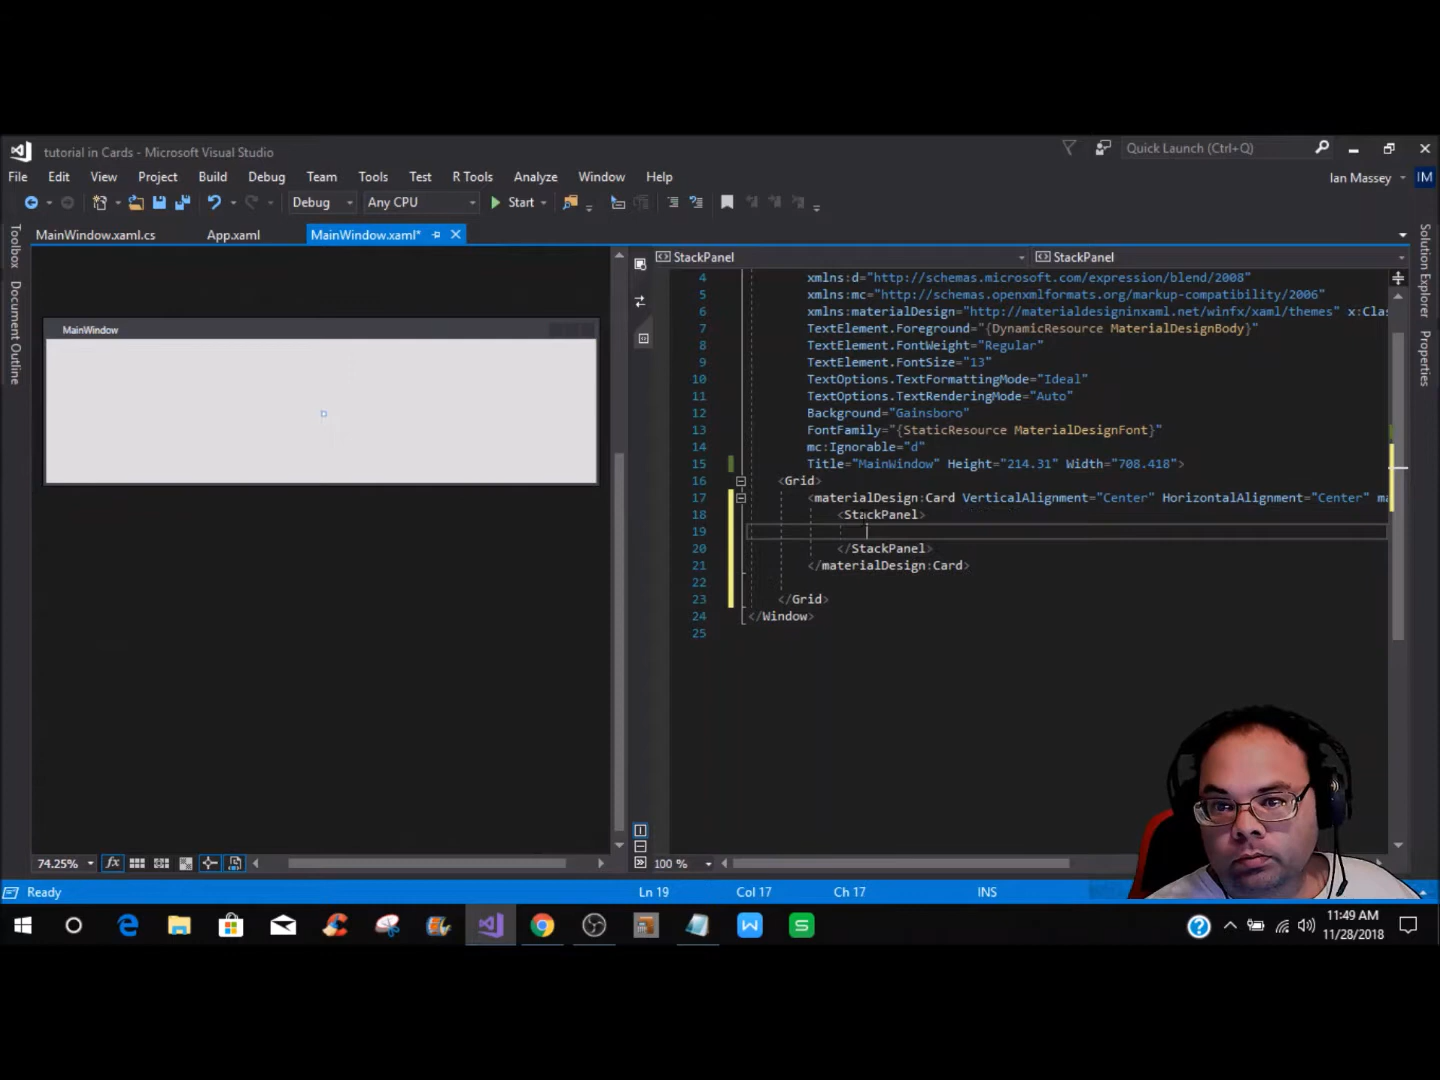 tutorial in Cards - Microsoft Visual Studio
Quick Launch (Ctrl+Q)
File Edit View Project Build Debug Team Tools Test R Tools Analyze Window Help
Ian Massey IM
Debug Any CPU Start
MainWindow.xaml.cs App.xaml MainWindow.xaml*
Toolbox
Document Outline
Solution Explorer
Properties
StackPanel StackPanel
MainWindow
4 xmlns:d="http://schemas.microsoft.com/expression/blend/2008"
5 xmlns:mc="http://schemas.openxmlformats.org/markup-compatibility/2006"
6 xmlns:materialDesign="http://materialdesigninxaml.net/winfx/xaml/themes" x:Clas
7 TextElement.Foreground="{DynamicResource MaterialDesignBody}"
8 TextElement.FontWeight="Regular"
9 TextElement.FontSize="13"
10 TextOptions.TextFormattingMode="Ideal"
11 TextOptions.TextRenderingMode="Auto"
12 Background="Gainsboro"
13 FontFamily="{StaticResource MaterialDesignFont}"
14 mc:Ignorable="d"
15 Title="MainWindow" Height="214.31" Width="708.418">
16 <Grid>
17 <materialDesign:Card VerticalAlignment="Center" HorizontalAlignment="Center" ma
18 <StackPanel>
19
20 </StackPanel>
21 </materialDesign:Card>
22
23 </Grid>
24 </Window>
25
74.25% fx
100 %
Ready Ln 19 Col 17 Ch 17 INS
11:49 AM
11/28/2018